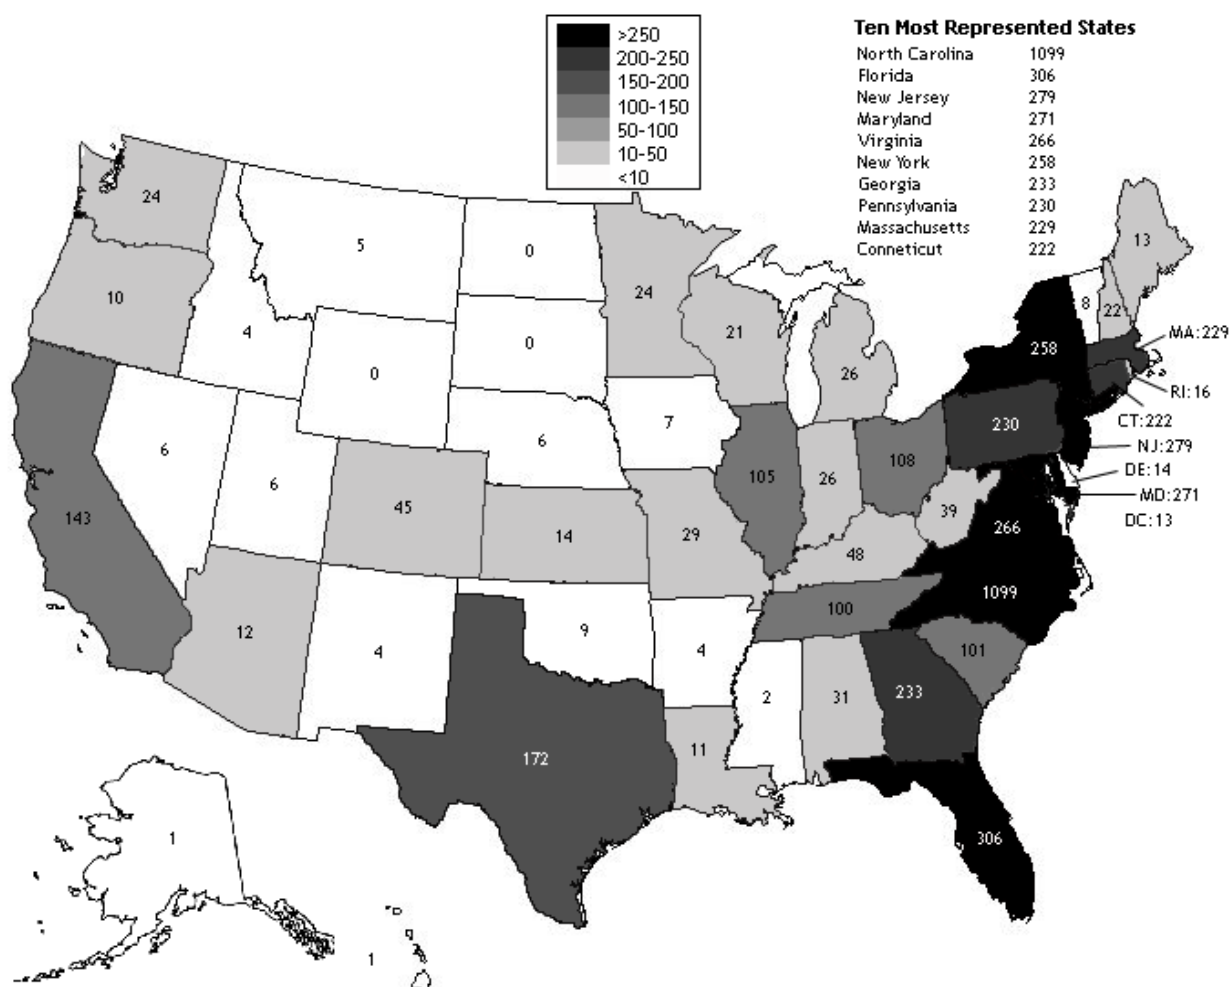 >250
200-250
150-200
100-150
50-100
10-50
<10
Ten Most Represented States
North Carolina 1099
Florida 306
New Jersey 279
Maryland 271
Virginia 266
New York 258
Georgia 233
Pennsylvania 230
Massachusetts 229
Conneticut 222
24
5
0
13
10
4
24
21
8
22
MA:229
0
258
4
0
26
RI:16
6
7
CT:222
230
6
6
105
26
108
NJ:279
DE:14
45
39
MD:271
143
14
29
266
DC:13
48
1099
12
9
100
4
4
101
2
31
233
172
11
1
306
1